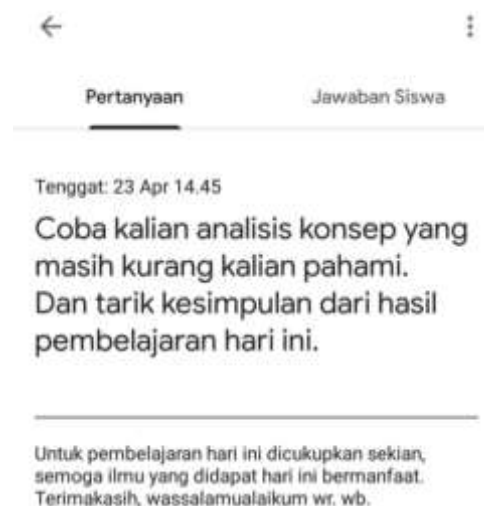 Pertanyaan
Jawaban Siswa
Tenggat: 23 Apr 14.45
Coba kalian analisis konsep yang
masih kurang kalian pahami.
Dan tarik kesimpulan dari hasil
pembelajaran hari ini.
Untuk pembelajaran hari ini dicukupkan sekian,
semoga ilmu yang didapat hari ini bermanfaat.
Terimakasih, wassalamualaikum wr. wb.